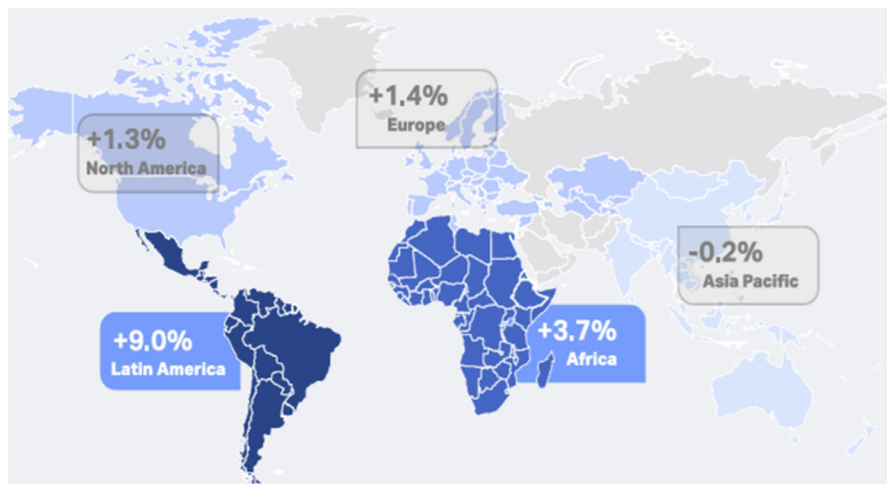 +1.4%
Europe
+1.3%
North America
-0.2%
Asia Pacific
+9.0%
Latin America
+3.7%
Africa